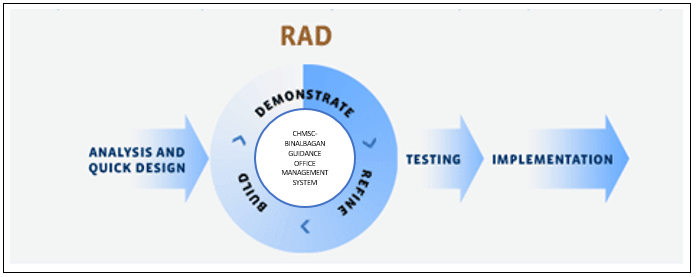 RAD
ANALYSIS AND
QUICK DESIGN
DEMONSTRATE
CHMSC-
BINALBAGAN
GUIDANCE
OFFICE
MANAGEMENT
SYSTEM
REFINE
BUILD
TESTING
IMPLEMENTATION